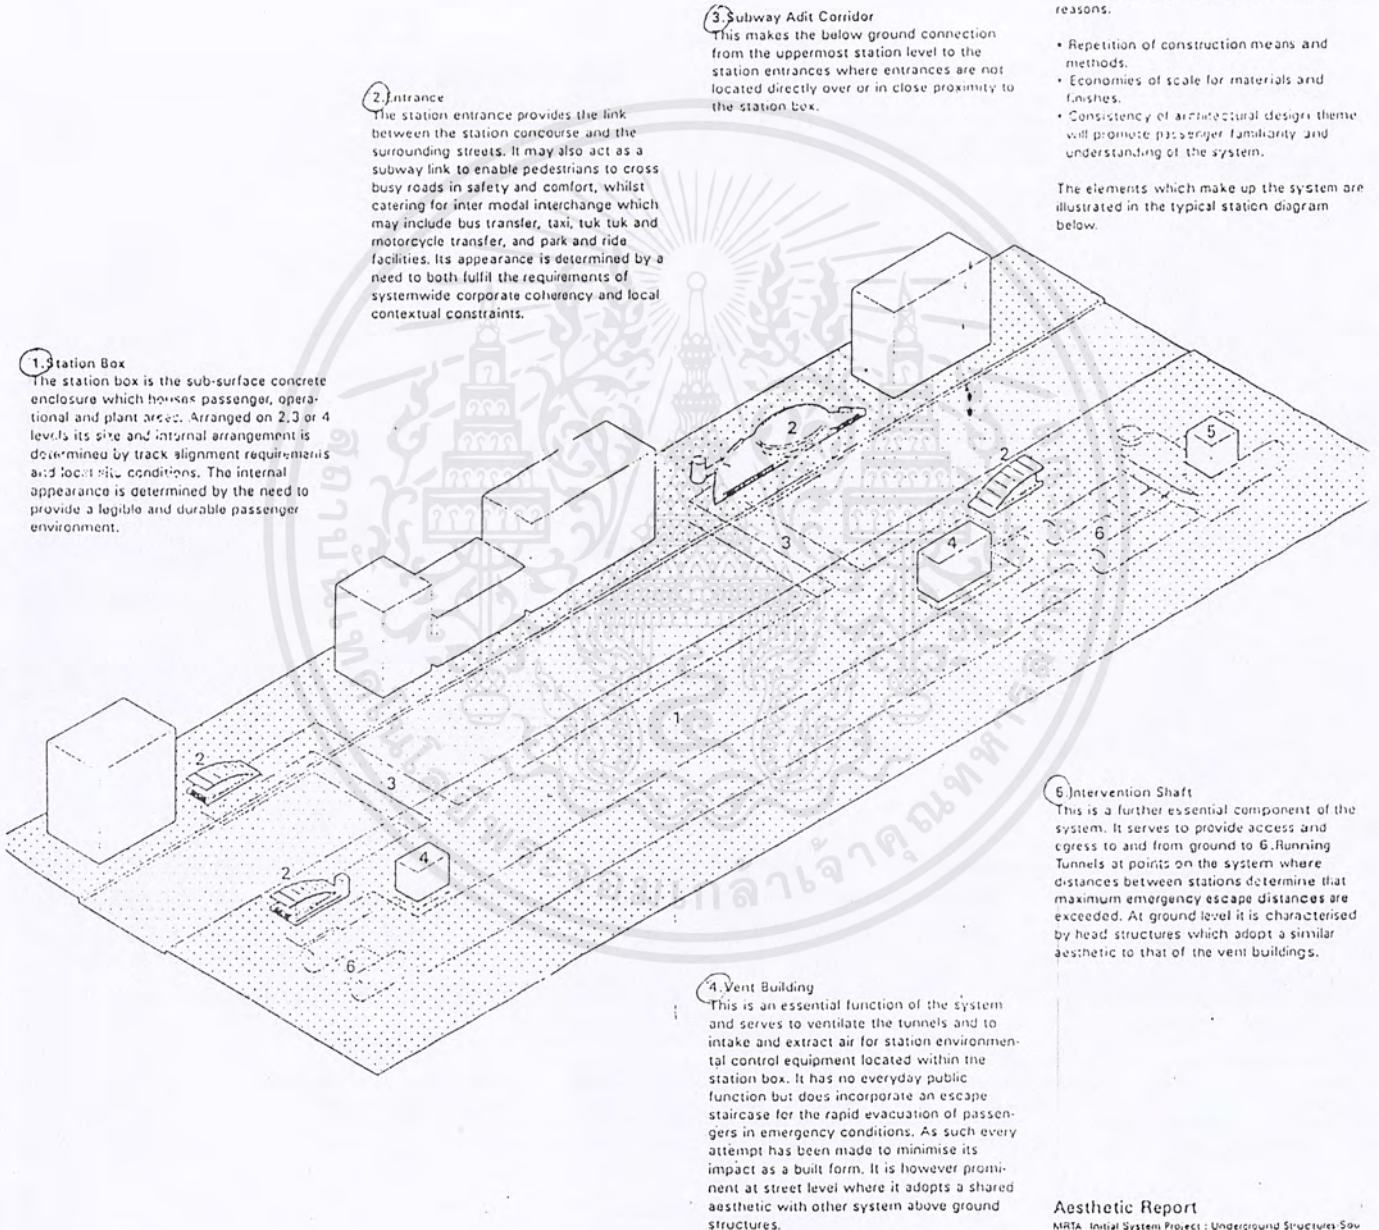 reasons.
• Repetition of construction means and
methods.
• Economies of scale for materials and
finishes.
• Consistency of architectural design theme
will promote passenger familiarity and
understanding of the system.
The elements which make up the system are
illustrated in the typical station diagram
below.
3.Subway Adit Corridor
This makes the below ground connection
from the uppermost station level to the
station entrances where entrances are not
located directly over or in close proximity to
the station box.
2.Entrance
The station entrance provides the link
between the station concourse and the
surrounding streets. It may also act as a
subway link to enable pedestrians to cross
busy roads in safety and comfort, whilst
catering for inter modal interchange which
may include bus transfer, taxi, tuk tuk and
motorcycle transfer, and park and ride
facilities. Its appearance is determined by a
need to both fulfil the requirements of
systemwide corporate coherency and local
contextual constraints.
1.Station Box
The station box is the sub-surface concrete
enclosure which houses passenger, opera-
tional and plant areas. Arranged on 2,3 or 4
levels its size and internal arrangement is
determined by track alignment requirements
and local site conditions. The internal
appearance is determined by the need to
provide a legible and durable passenger
environment.
2
5
2
3
4
6
1
2
3
2
4
6
5.Intervention Shaft
This is a further essential component of the
system. It serves to provide access and
egress to and from ground to 6.Running
Tunnels at points on the system where
distances between stations determine that
maximum emergency escape distances are
exceeded. At ground level it is characterised
by head structures which adopt a similar
aesthetic to that of the vent buildings.
4.Vent Building
This is an essential function of the system
and serves to ventilate the tunnels and to
intake and extract air for station environmen-
tal control equipment located within the
station box. It has no everyday public
function but does incorporate an escape
staircase for the rapid evacuation of passen-
gers in emergency conditions. As such every
attempt has been made to minimise its
impact as a built form. It is however promi-
nent at street level where it adopts a shared
aesthetic with other system above ground
structures.
Aesthetic Report
MRTA Initial System Project : Underground Structures-Sou